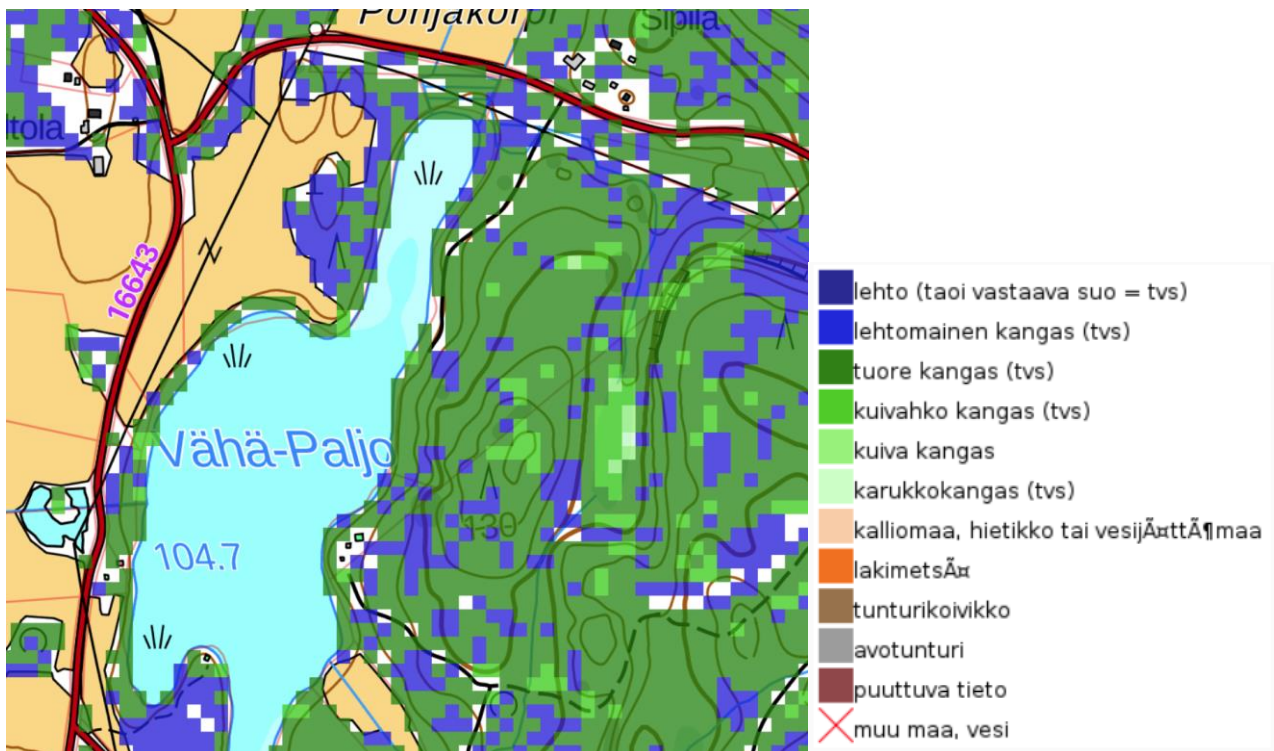 Pohjakorpi
Sipilä
ltola
16643
Vähä-Paljo
130
104.7
lehto (taoi vastaava suo = tvs)
lehtomainen kangas (tvs)
tuore kangas (tvs)
kuivahko kangas (tvs)
kuiva kangas
karukkokangas (tvs)
kalliomaa, hietikko tai vesijÃ¤ttÃ¶maa
lakimetsÃ¤
tunturikoivikko
avotunturi
puuttuva tieto
muu maa, vesi